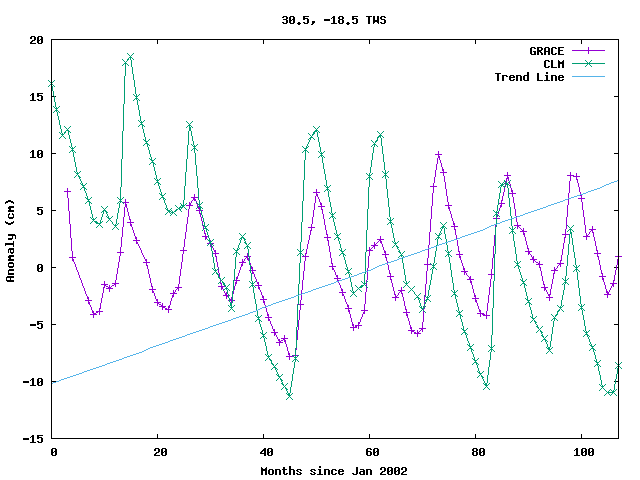 30.5, -18.5 TWS
GRACE
CLM
Trend Line
20
15
10
5
0
-5
-10
-15
Anomaly (cm)
0 20 40 60 80 100
Months since Jan 2002